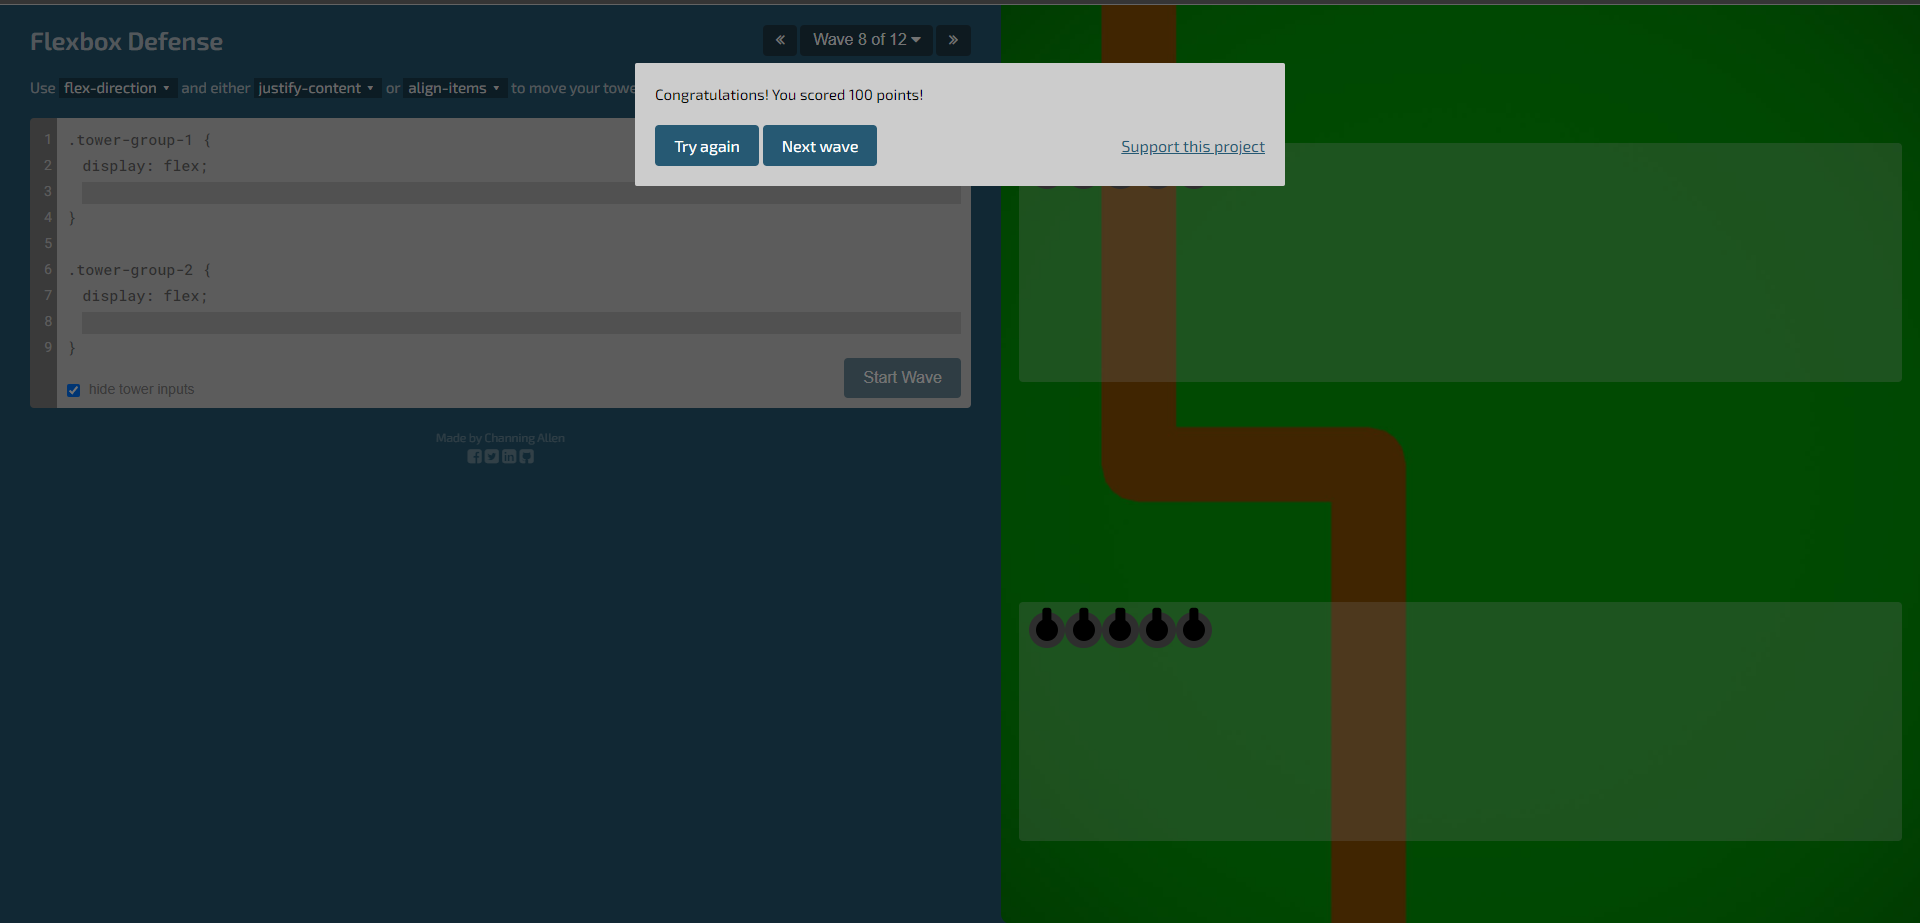 Flexbox Defense
« Wave 8 of 12 »
Use flex-direction and either justify-content or align-items to move your towe
Congratulations! You scored 100 points!
Try again Next wave Support this project
1 .tower-group-1 {
2 display: flex;
3
4 }
5
6 .tower-group-2 {
7 display: flex;
8
9 }
hide tower inputs
Start Wave
Made by Channing Allen